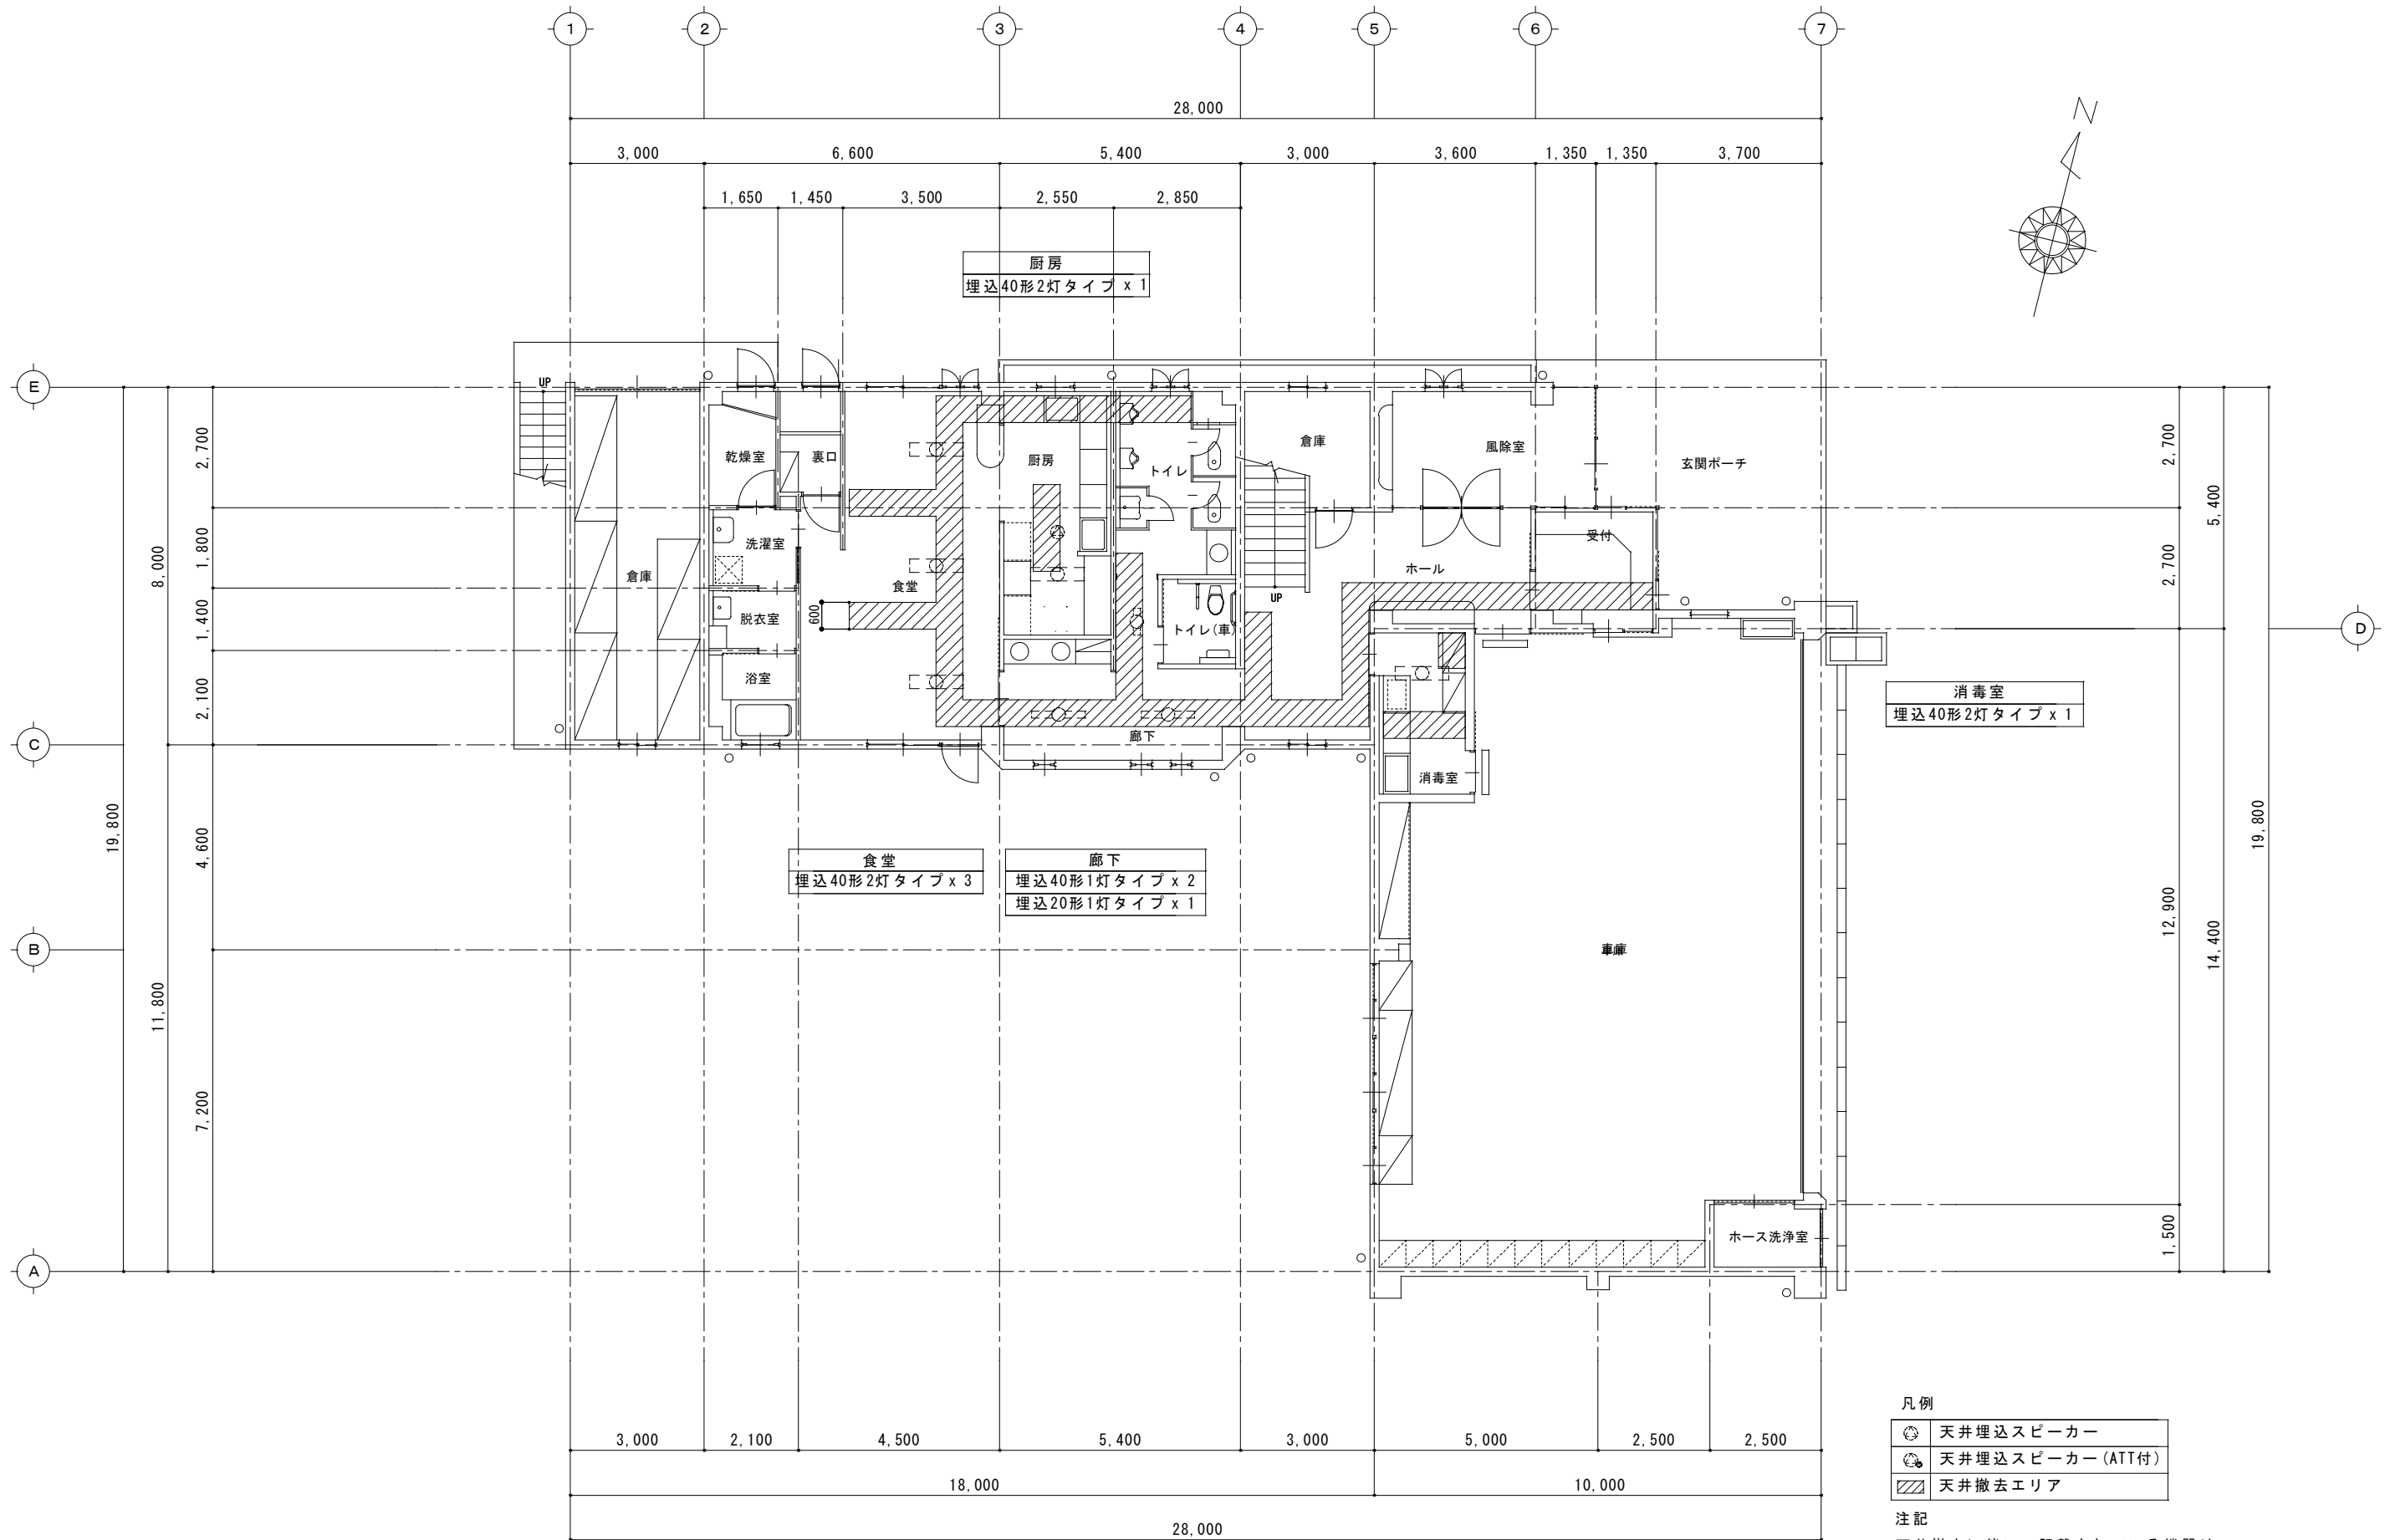 1
2
3
4
5
6
7
28,000
3,000
6,600
5,400
3,000
3,600
1,350
1,350
3,700
1,650
1,450
3,500
2,550
2,850
N
厨房
埋込40形2灯タイプ x 1
E
UP
2,700
1,800
1,400
2,100
8,000
乾燥室
裏口
厨房
トイレ
倉庫
風除室
玄関ポーチ
2,700
5,400
2,700
洗濯室
倉庫
食堂
ホール
受付
600
脱衣室
トイレ(車)
UP
浴室
D
消毒室
埋込40形2灯タイプ x 1
C
廊下
消毒室
19,800
4,600
食堂
埋込40形2灯タイプ x 3
廊下
埋込40形1灯タイプ x 2
埋込20形1灯タイプ x 1
19,800
12,900
14,400
B
車庫
11,800
7,200
ホース洗浄室
1,500
A
3,000
2,100
4,500
5,400
3,000
5,000
2,500
2,500
18,000
10,000
28,000
凡例
天井埋込スピーカー
天井埋込スピーカー(ATT付)
天井撤去エリア
注記